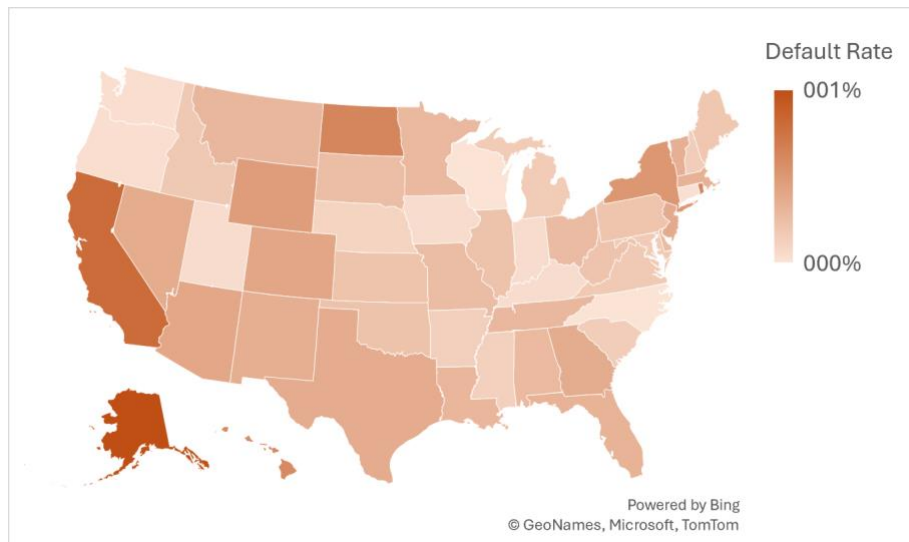 Default Rate
001%
000%
Powered by Bing
© GeoNames, Microsoft, TomTom